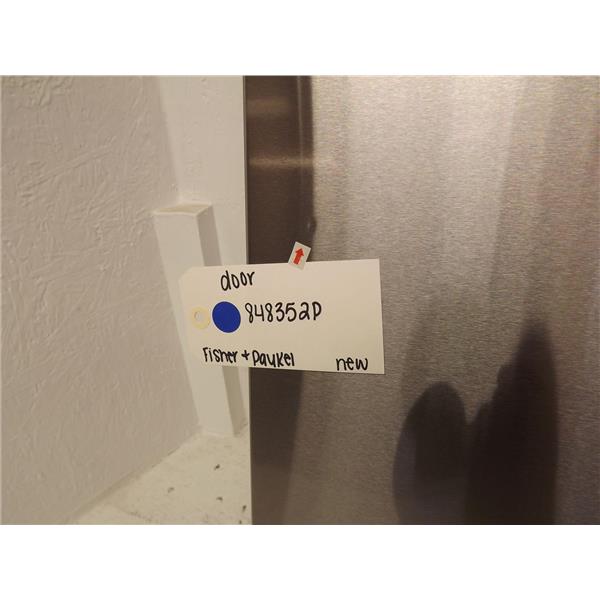 door
848352P
Fisher + Paykel new